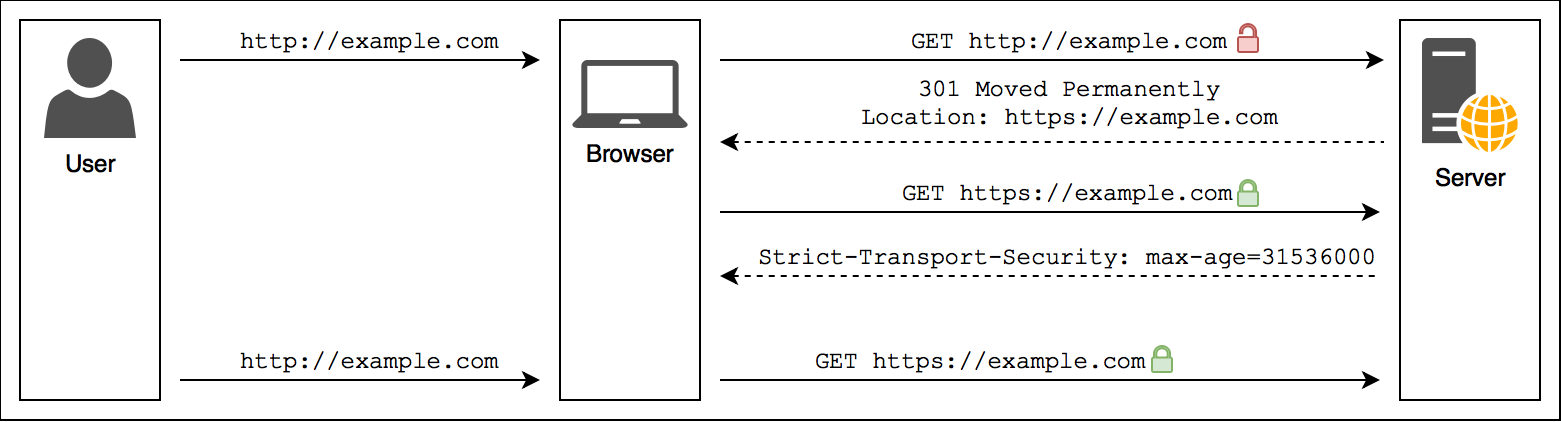 http://example.com
GET http://example.com
301 Moved Permanently
Location: https://example.com
User
Browser
Server
GET https://example.com
Strict-Transport-Security: max-age=31536000
http://example.com
GET https://example.com